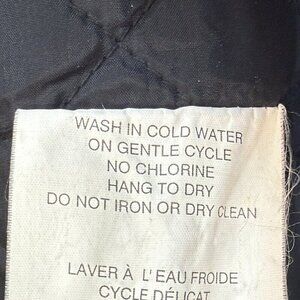 WASH IN COLD WATER
ON GENTLE CYCLE
NO CHLORINE
HANG TO DRY
DO NOT IRON OR DRY CLEAN
LAVER À L'EAU FROIDE
CYCLE DÉLICAT